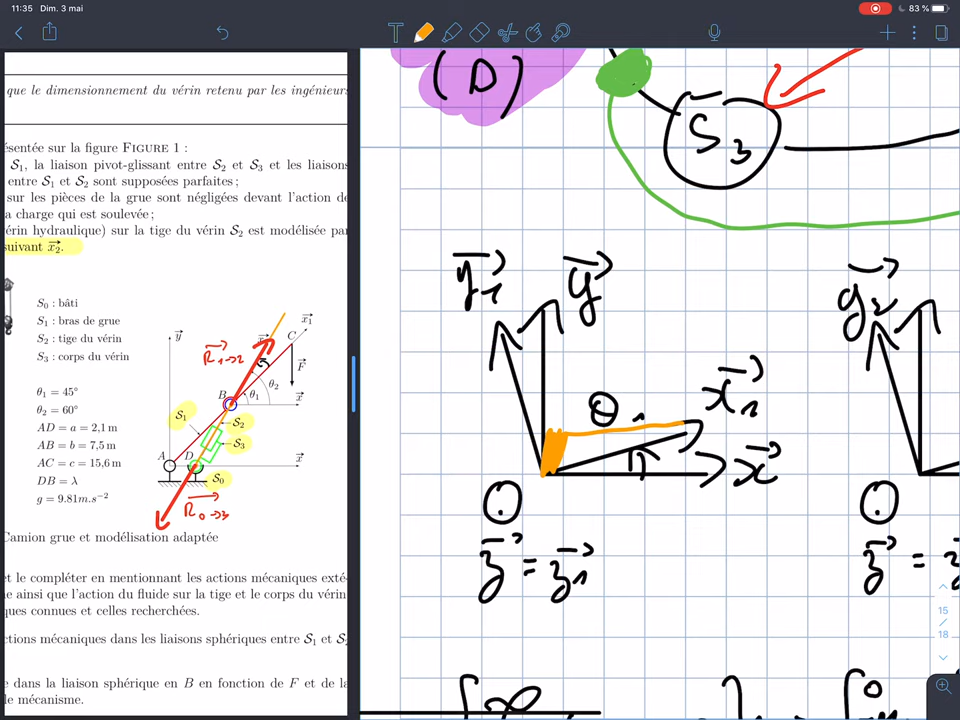 11:35 Dim. 3 mai
83 %
que le dimensionnement du vérin retenu par les ingénieurs
ésentée sur la figure FIGURE 1 :
S₁, la liaison pivot-glissant entre S₂ et S₃ et les liaisons
entre S₁ et S₂ sont supposées parfaites ;
sur les pièces de la grue sont négligées devant l'action de
a charge qui est soulevée ;
érin hydraulique) sur la tige du vérin S₂ est modélisée par
suivant x₂.
S₀ : bâti
S₁ : bras de grue
S₂ : tige du vérin
S₃ : corps du vérin
θ₁ = 45°
θ₂ = 60°
AD = a = 2,1 m
AB = b = 7,5 m
AC = c = 15,6 m
DB = λ
g = 9.81m.s⁻²
y
x₁
C
R₁→₂
F
θ₂
B
θ₁
x
S₁
S₂
S₃
A
D
x
S₀
R₀→₃
Camion grue et modélisation adaptée
et le compléter en mentionnant les actions mécaniques exté-
e ainsi que l'action du fluide sur la tige et le corps du vérin
ques connues et celles recherchées.
ctions mécaniques dans les liaisons sphériques entre S₁ et S₂
e dans la liaison sphérique en B en fonction de F et de la
le mécanisme.
(D)
S₃
y₁
y
y₂
θ₁
x₁
x
z = z₁
z =
15
/
18